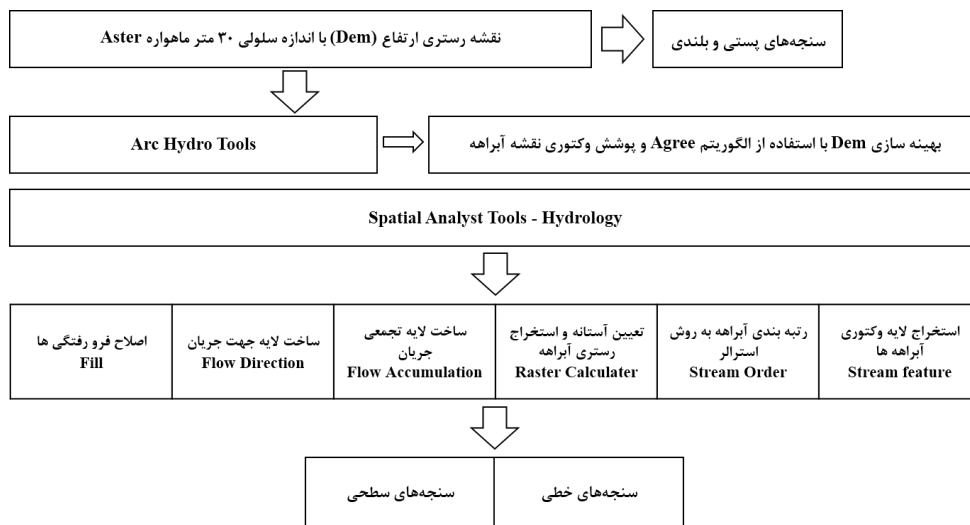 نقشه رستری ارتفاع (Dem) با اندازه سلولی ۳۰ متر ماهواره Aster
سنجه‌های پستی و بلندی
Arc Hydro Tools
بهینه سازی Dem با استفاده از الگوریتم Agree و پوشش وکتوری نقشه آبراهه
Spatial Analyst Tools - Hydrology
اصلاح فرو رفتگی ها
Fill
ساخت لایه جهت جریان
Flow Direction
ساخت لایه تجمعی
جریان
Flow Accumulation
تعیین آستانه و استخراج
رستری آبراهه
Raster Calculater
رتبه بندی آبراهه به روش
استرالر
Stream Order
استخراج لایه وکتوری
آبراهه ها
Stream feature
سنجه‌های سطحی
سنجه‌های خطی